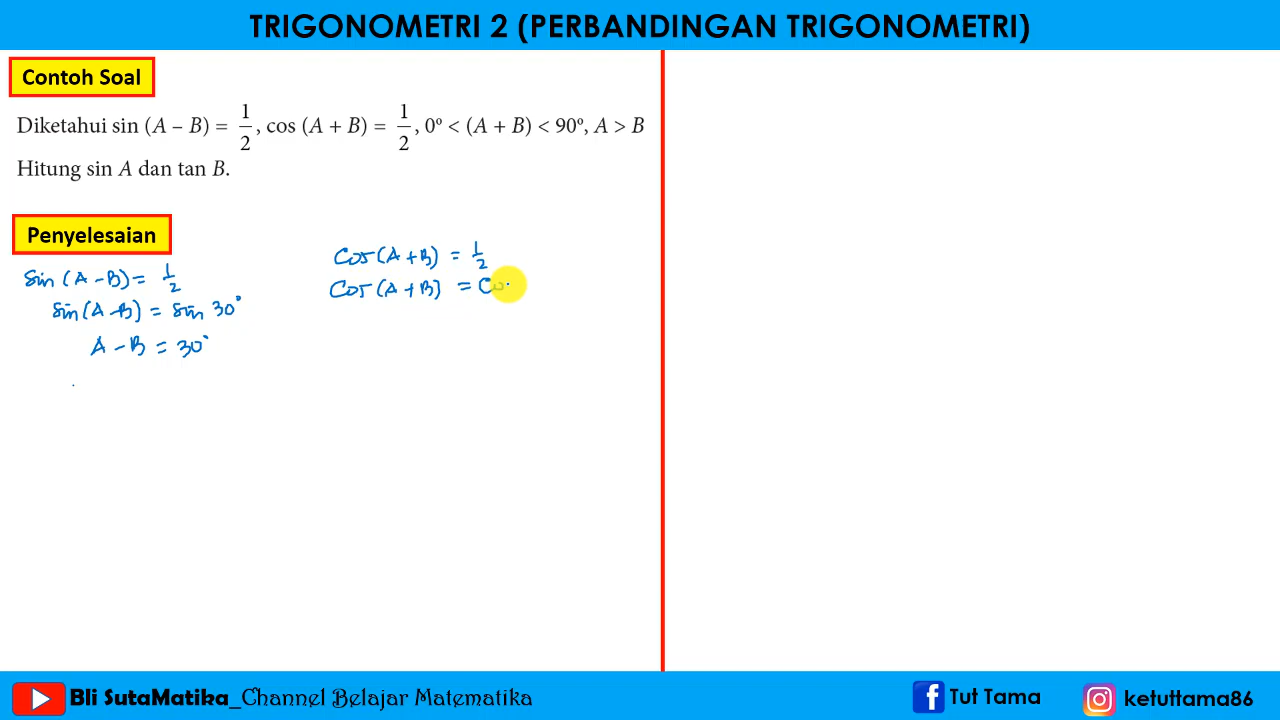 TRIGONOMETRI 2 (PERBANDINGAN TRIGONOMETRI)
Contoh Soal
Diketahui sin (A – B) = 1/2, cos (A + B) = 1/2, 0° < (A + B) < 90°, A > B
Hitung sin A dan tan B.
Penyelesaian
sin (A - B) = 1/2
sin (A - B) = sin 30°
A - B = 30°
Cos (A + B) = 1/2
Cos (A + B) = Co
Bli SutaMatika_Channel Belajar Matematika
Tut Tama
ketuttama86